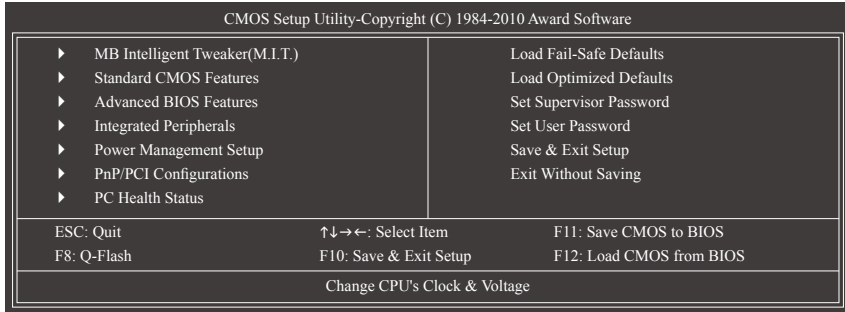 CMOS Setup Utility-Copyright (C) 1984-2010 Award Software
MB Intelligent Tweaker(M.I.T.)
Standard CMOS Features
Advanced BIOS Features
Integrated Peripherals
Power Management Setup
PnP/PCI Configurations
PC Health Status
Load Fail-Safe Defaults
Load Optimized Defaults
Set Supervisor Password
Set User Password
Save & Exit Setup
Exit Without Saving
ESC: Quit ↑↓→←: Select Item F11: Save CMOS to BIOS
F8: Q-Flash F10: Save & Exit Setup F12: Load CMOS from BIOS
Change CPU's Clock & Voltage